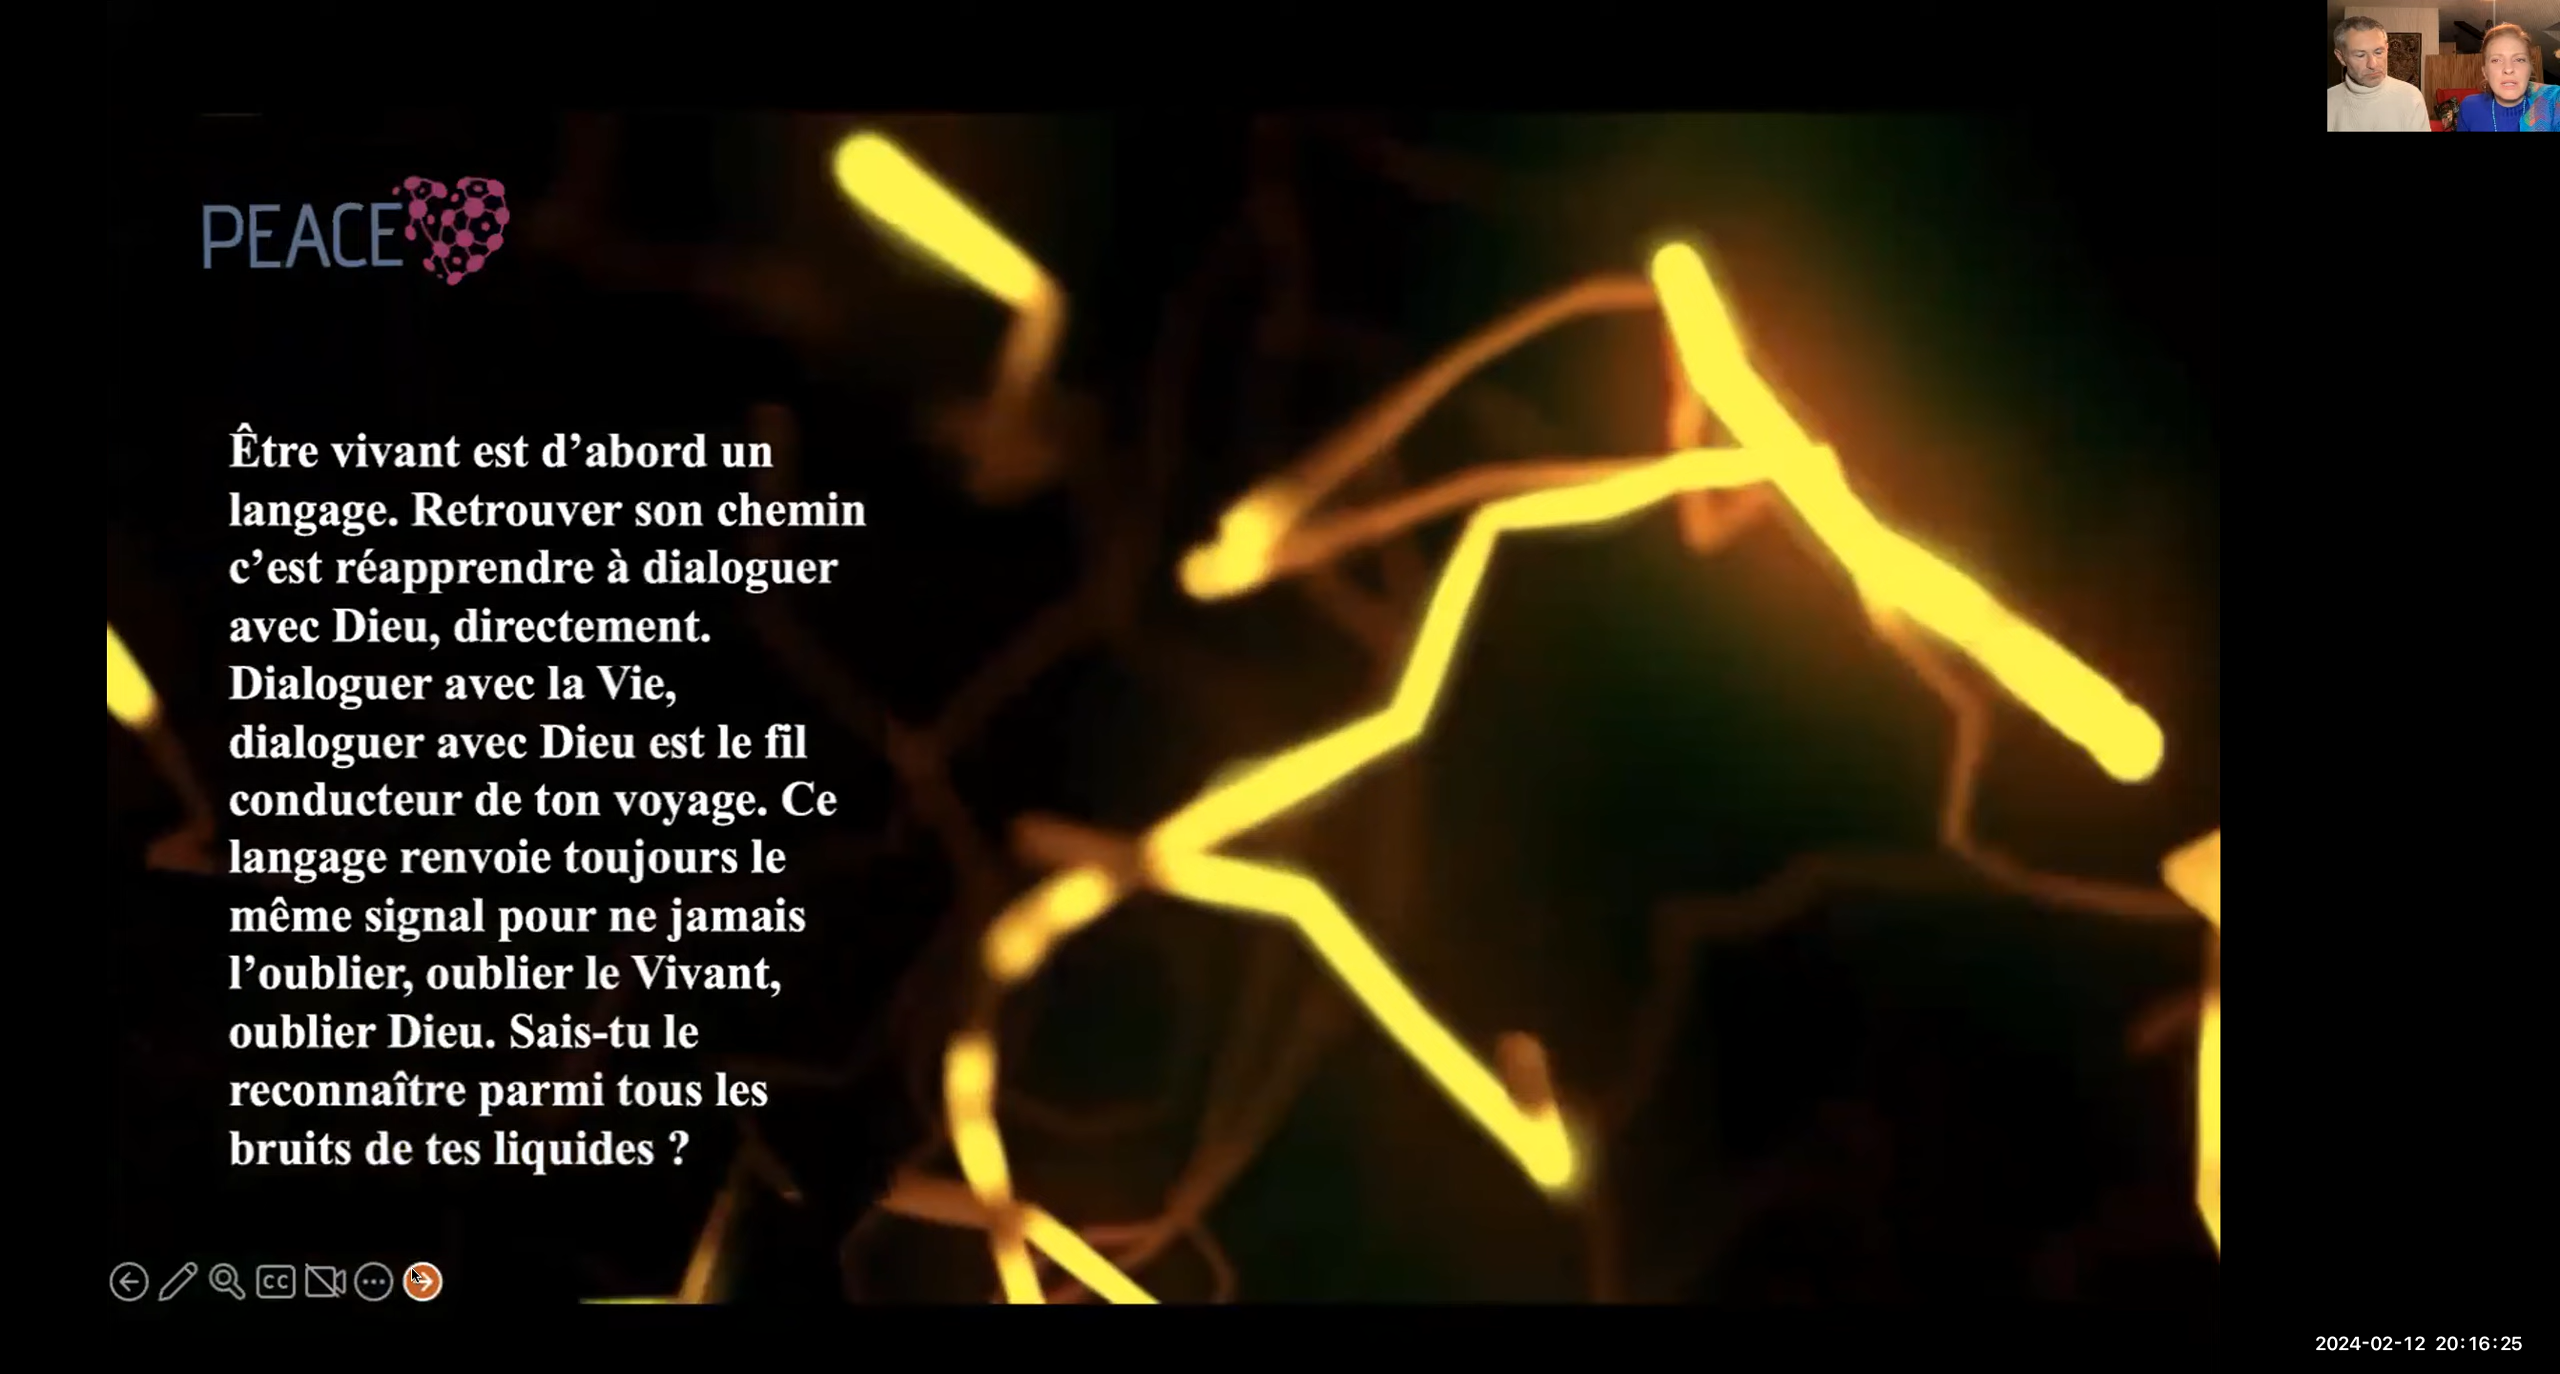 PEACE
Être vivant est d’abord un
langage. Retrouver son chemin
c’est réapprendre à dialoguer
avec Dieu, directement.
Dialoguer avec la Vie,
dialoguer avec Dieu est le fil
conducteur de ton voyage. Ce
langage renvoie toujours le
même signal pour ne jamais
l’oublier, oublier le Vivant,
oublier Dieu. Sais-tu le
reconnaître parmi tous les
bruits de tes liquides ?
CC
2024-02-12 20:16:25